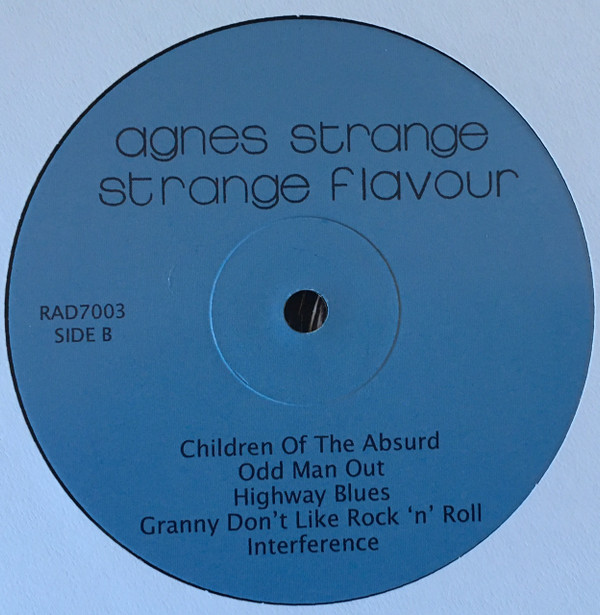 agnes strange
strange flavour
RAD7003
SIDE B
Children Of The Absurd
Odd Man Out
Highway Blues
Granny Don’t Like Rock ‘n’ Roll
Interference